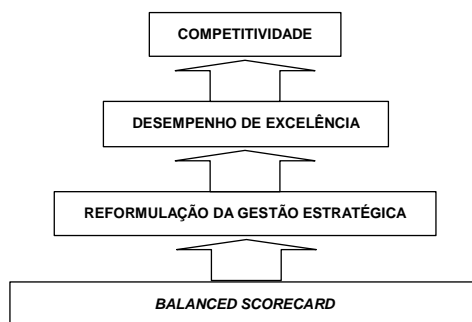 COMPETITIVIDADE
DESEMPENHO DE EXCELÊNCIA
REFORMULAÇÃO DA GESTÃO ESTRATÉGICA
BALANCED SCORECARD